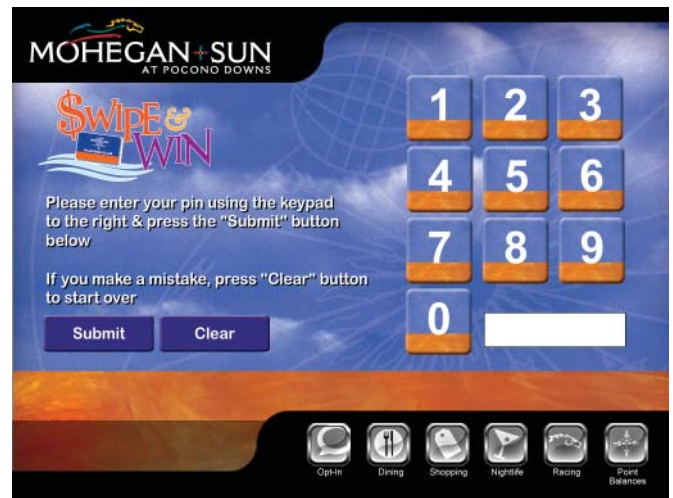 MOHEGAN SUN
AT POCONO DOWNS
$WIPE &
WIN
Please enter your pin using the keypad
to the right & press the "Submit" button
below
If you make a mistake, press "Clear" button
to start over
Submit Clear
1 2 3
4 5 6
7 8 9
0
Opt-In Dining Shopping Nightlife Racing Point
Balances